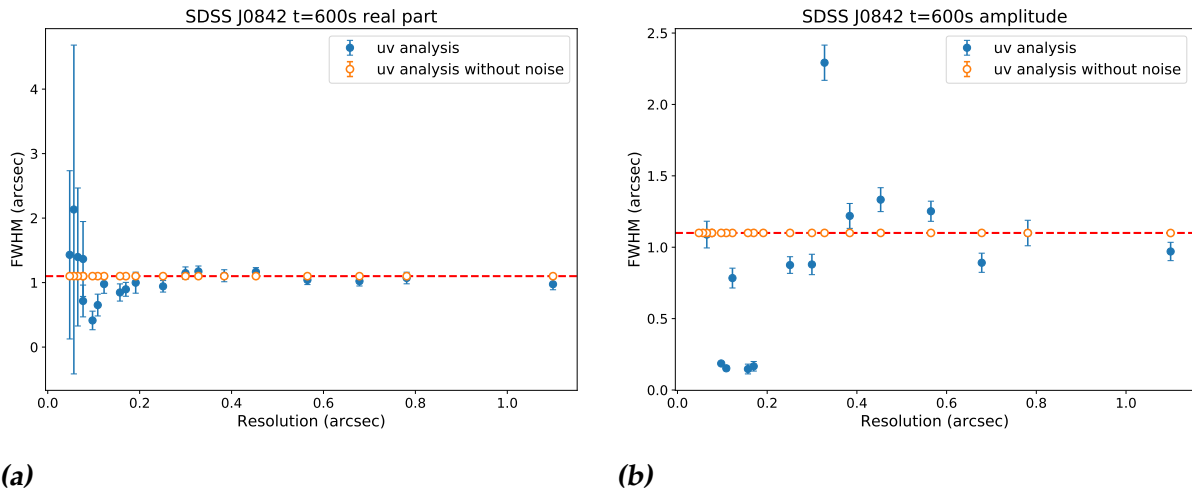 SDSS J0842 t=600s real part
uv analysis
uv analysis without noise
FWHM (arcsec)
4
3
2
1
0
0.0 0.2 0.4 0.6 0.8 1.0
Resolution (arcsec)
(a)
SDSS J0842 t=600s amplitude
uv analysis
uv analysis without noise
FWHM (arcsec)
2.5
2.0
1.5
1.0
0.5
0.0
0.0 0.2 0.4 0.6 0.8 1.0
Resolution (arcsec)
(b)